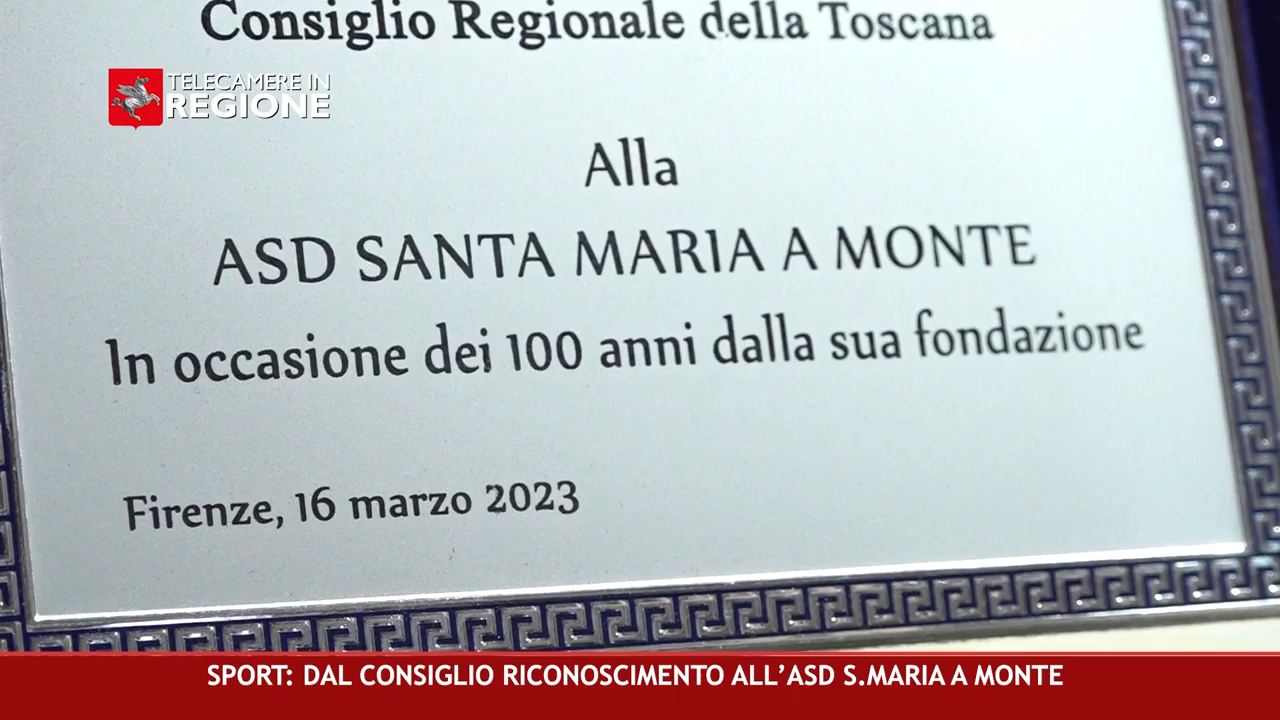 Consiglio Regionale della Toscana
TELECAMERE IN
REGIONE
Alla
ASD SANTA MARIA A MONTE
In occasione dei 100 anni dalla sua fondazione
Firenze, 16 marzo 2023
SPORT: DAL CONSIGLIO RICONOSCIMENTO ALL'ASD S.MARIA A MONTE